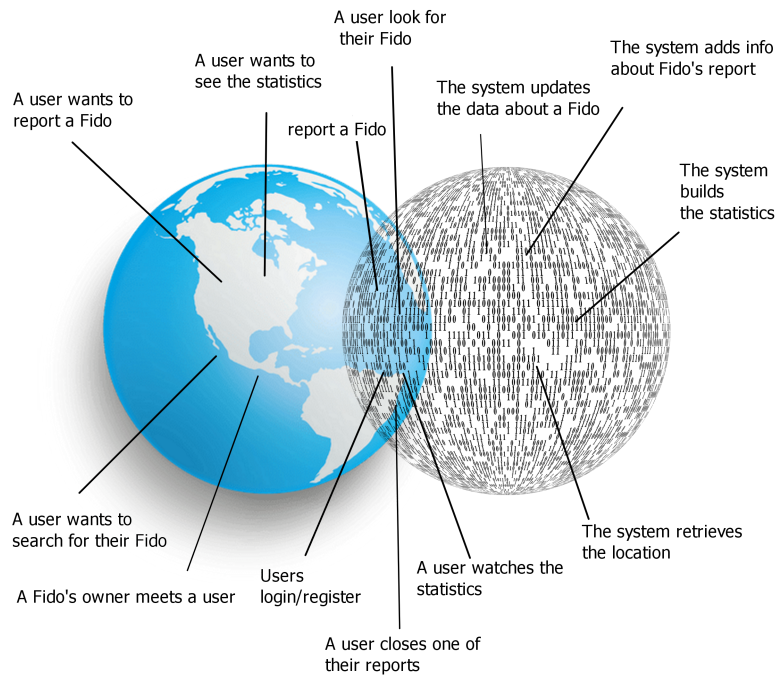 A user look for
their Fido
A user wants to
see the statistics
The system adds info
about Fido's report
A user wants to
report a Fido
The system updates
the data about a Fido
report a Fido
The system
builds
the statistics
A user wants to
search for their Fido
The system retrieves
the location
A Fido's owner meets a user
Users
login/register
A user watches the
statistics
A user closes one of
their reports